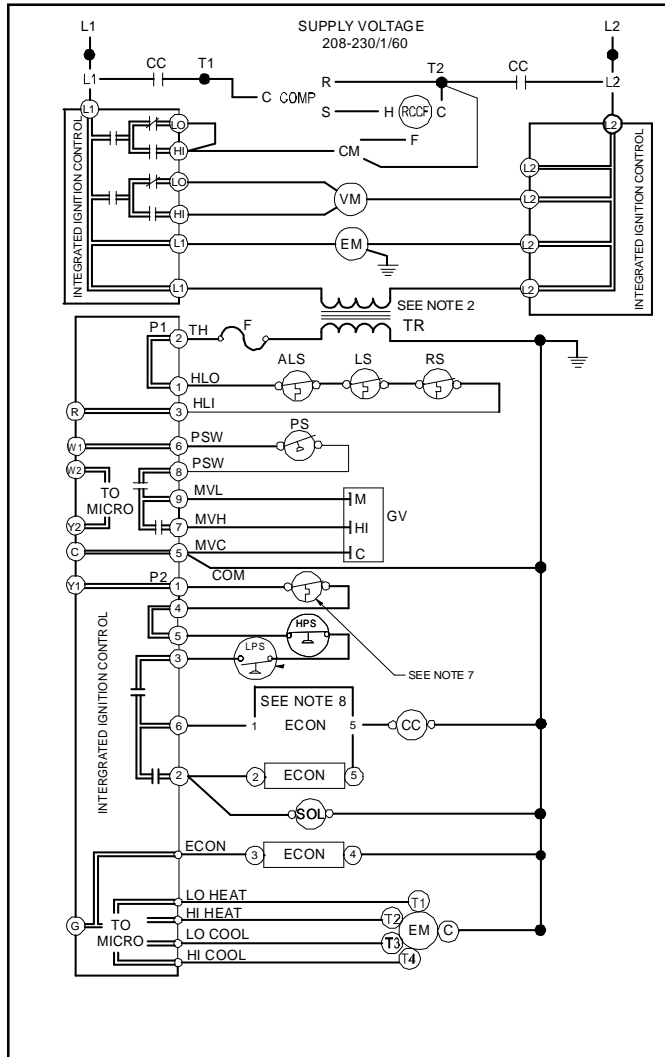 L1 SUPPLY VOLTAGE L2
208-230/1/60
L1 CC T1 R T2 CC L2
C COMP
S H RCCF C
F
CM
L1
LO
HI
LO
HI
L1
L1
INTEGRATED IGNITION CONTROL
VM
EM
L2
L2
L2
L2
L2
INTEGRATED IGNITION CONTROL
SEE NOTE 2
TR
P1 2 TH F
1 HLO ALS LS RS
R 3 HLI
W1 6 PSW PS
W2 8 PSW
TO
MICRO
9 MVL M
Y2 7 MVH HI GV
C 5 MVC C
COM
Y1 P2 1
4
5 HPS
3 LPS
SEE NOTE 7
SEE NOTE 8
6 1 ECON 5 CC
2 2 ECON 5
SOL
INTERGRATED IGNITION CONTROL
ECON 3 ECON 4
LO HEAT T1
G TO HI HEAT T2 EM C
MICRO LO COOL T3
HI COOL T4